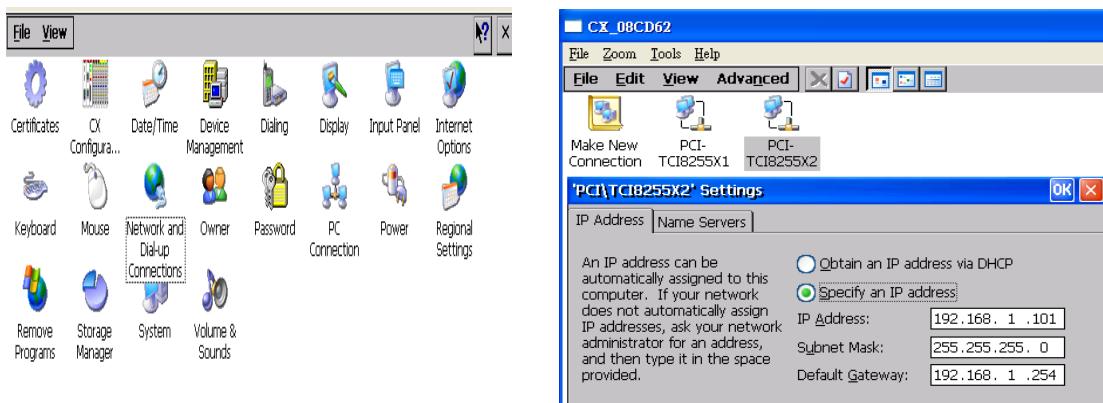 File View
Certificates
CX
Configura...
Date/Time
Device
Management
Dialing
Display
Input Panel
Internet
Options
Keyboard
Mouse
Network and
Dial-up
Connections
Owner
Password
PC
Connection
Power
Regional
Settings
Remove
Programs
Storage
Manager
System
Volume &
Sounds
CX_08CD62
File Zoom Tools Help
File Edit View Advanced
Make New
Connection
PCI-
TCI8255X1
PCI-
TCI8255X2
'PCI\TCI8255X2' Settings
OK
IP Address
Name Servers
An IP address can be
automatically assigned to this
computer. If your network
does not automatically assign
IP addresses, ask your network
administrator for an address,
and then type it in the space
provided.
Obtain an IP address via DHCP
Specify an IP address
IP Address: 192.168. 1 .101
Subnet Mask: 255.255.255. 0
Default Gateway: 192.168. 1 .254